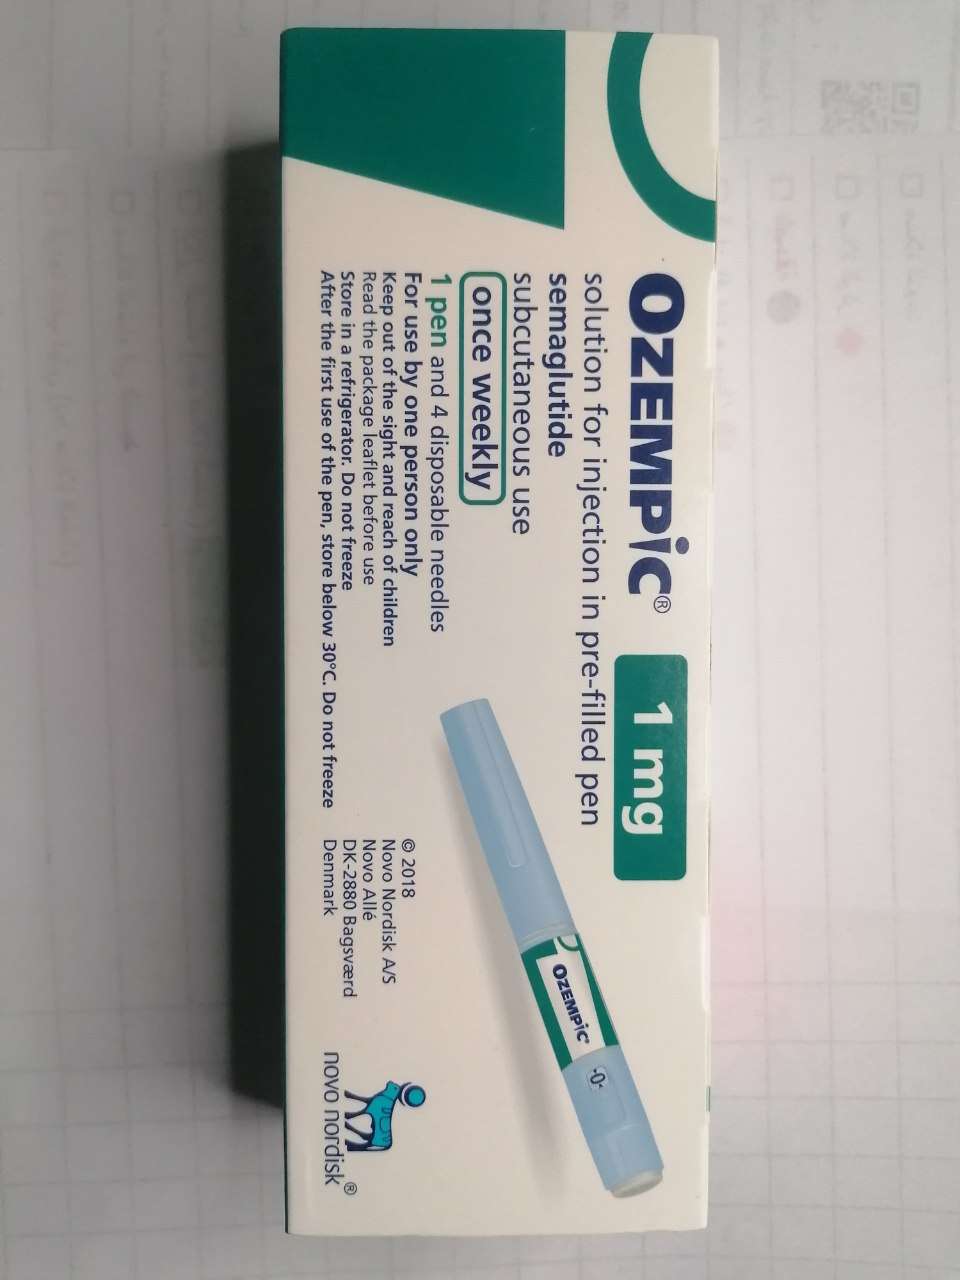 OZEMPIC® 1 mg
solution for injection in pre-filled pen
semaglutide
subcutaneous use
once weekly
1 pen and 4 disposable needles
For use by one person only
Keep out of the sight and reach of children
Read the package leaflet before use
Store in a refrigerator. Do not freeze
After the first use of the pen, store below 30°C. Do not freeze
OZEMPIC®
-0-
© 2018
Novo Nordisk A/S
Novo Allé
DK-2880 Bagsværd
Denmark
novo nordisk®